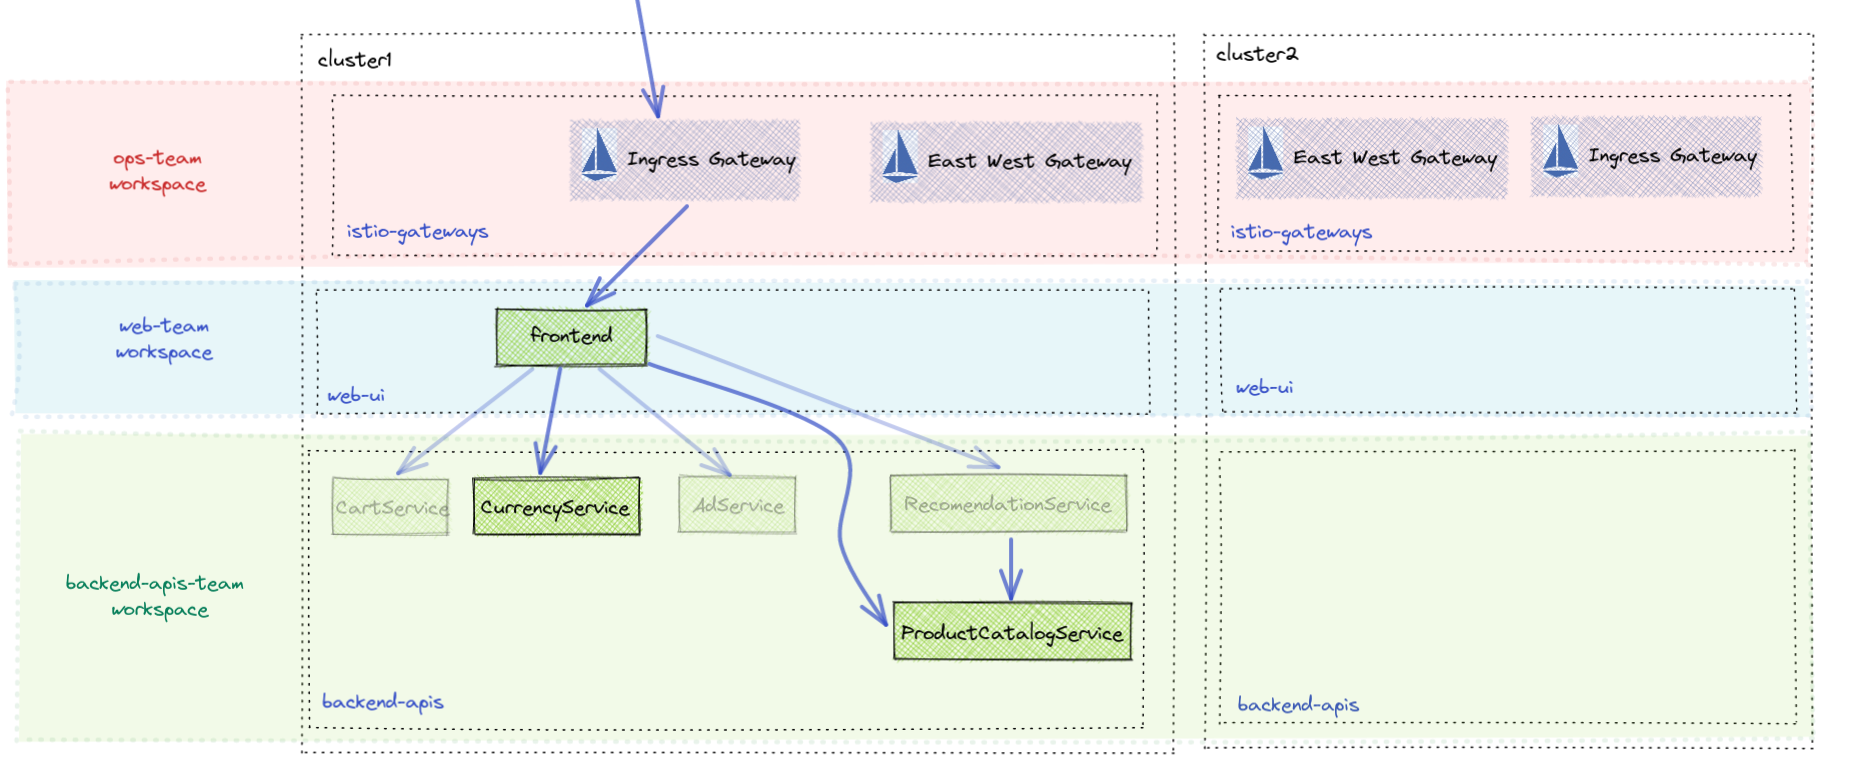 cluster1
cluster2
ops-team
workspace
Ingress Gateway
East West Gateway
East West Gateway
Ingress Gateway
istio-gateways
istio-gateways
web-team
workspace
frontend
web-ui
web-ui
CartService
CurrencyService
AdService
RecomendationService
backend-apis-team
workspace
ProductCatalogService
backend-apis
backend-apis